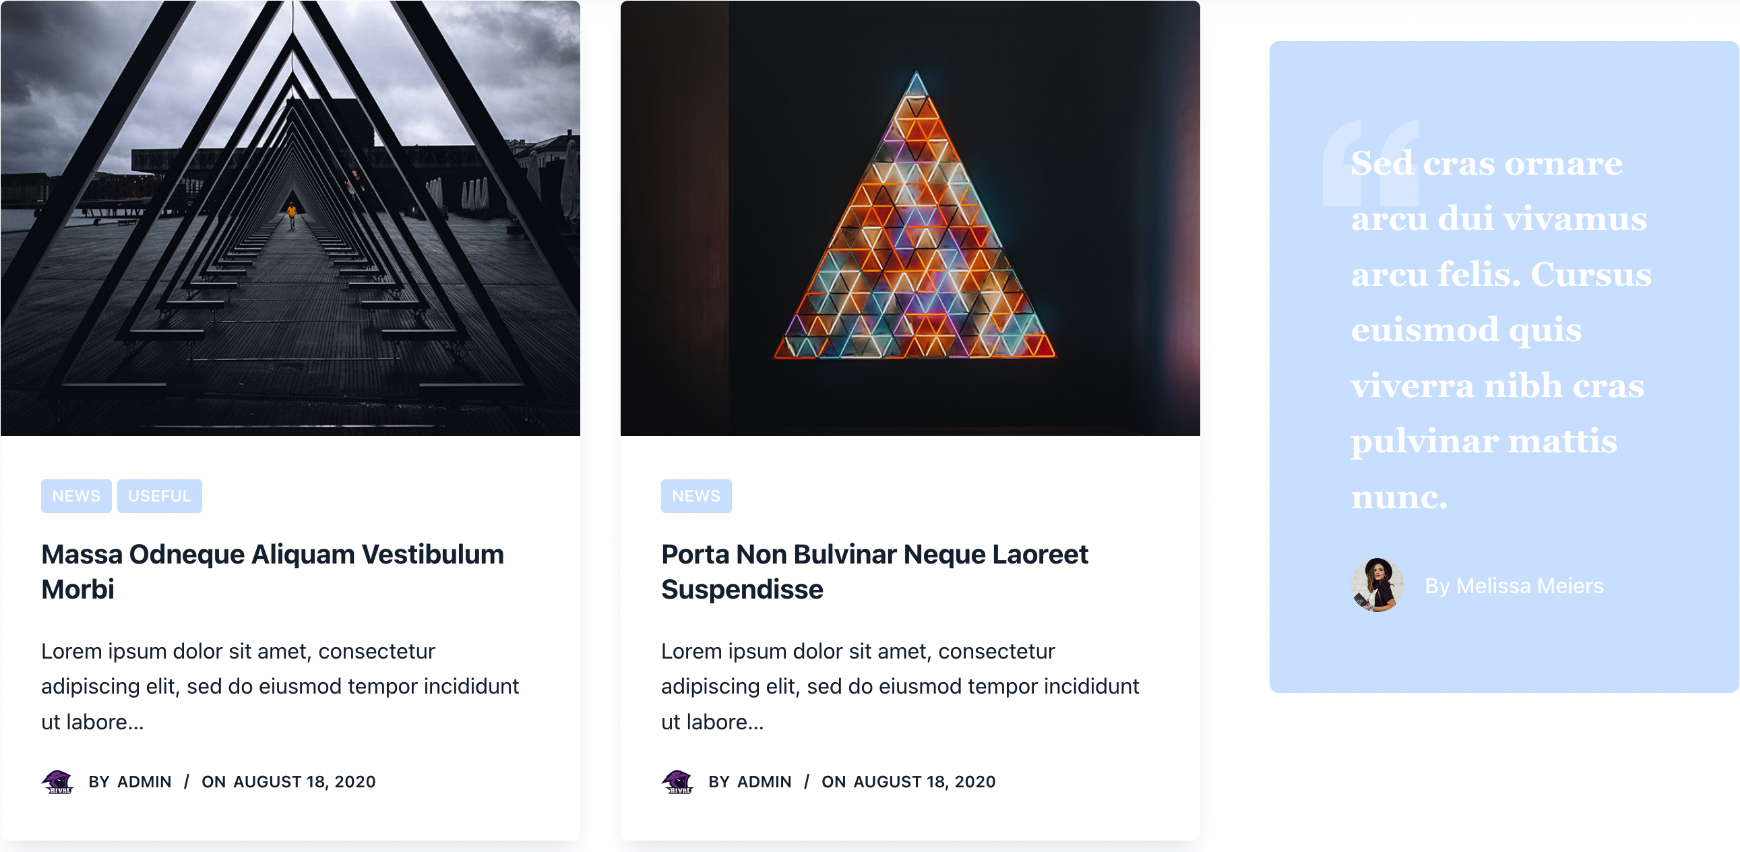 NEWS USEFUL
Massa Odneque Aliquam Vestibulum
Morbi
Lorem ipsum dolor sit amet, consectetur
adipiscing elit, sed do eiusmod tempor incididunt
ut labore...
RIVAL
BY ADMIN / ON AUGUST 18, 2020
NEWS
Porta Non Bulvinar Neque Laoreet
Suspendisse
Lorem ipsum dolor sit amet, consectetur
adipiscing elit, sed do eiusmod tempor incididunt
ut labore...
RIVAL
BY ADMIN / ON AUGUST 18, 2020
“
Sed cras ornare
arcu dui vivamus
arcu felis. Cursus
euismod quis
viverra nibh cras
pulvinar mattis
nunc.
By Melissa Meiers